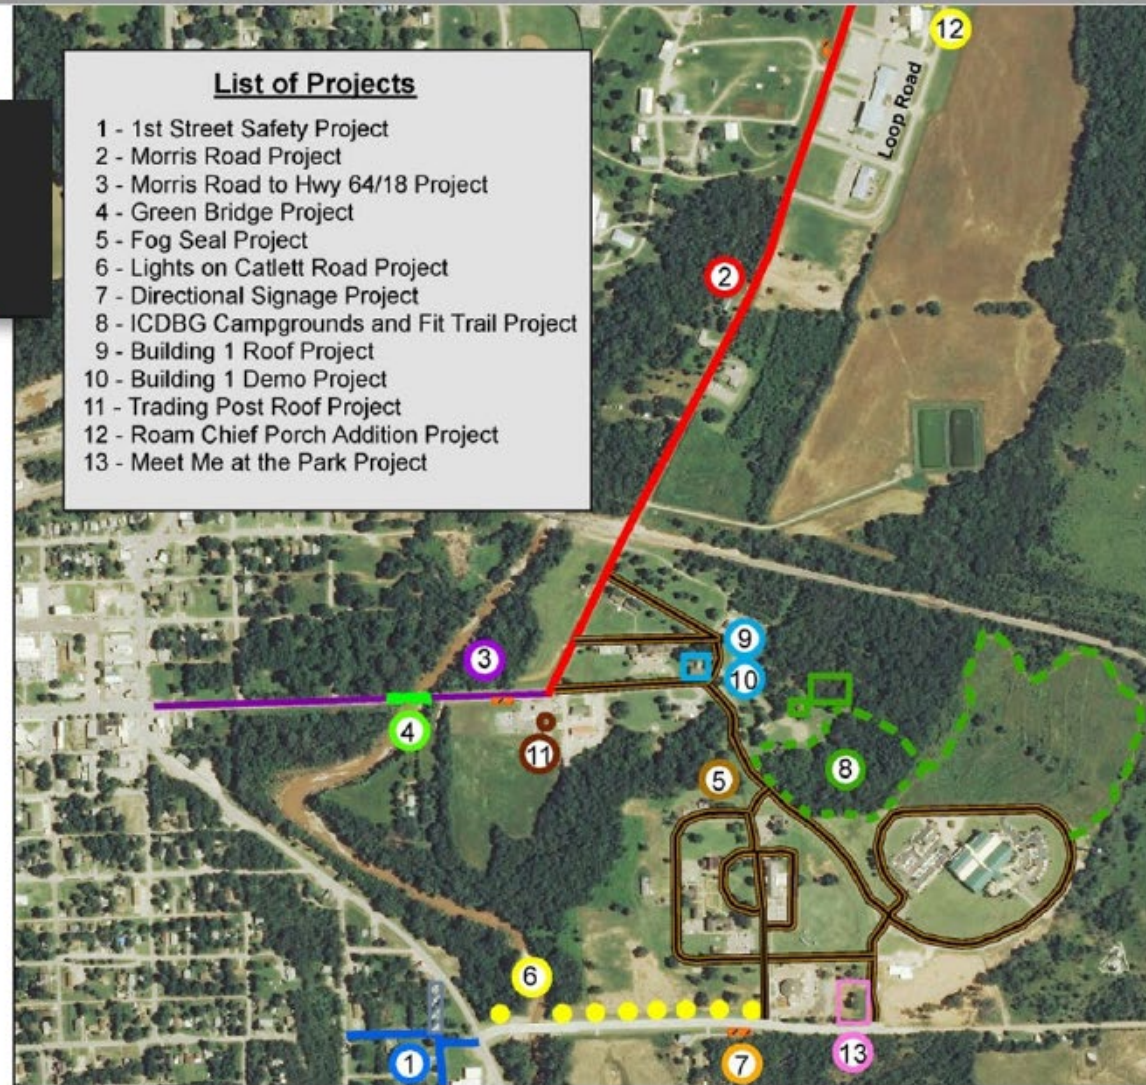 List of Projects
1 - 1st Street Safety Project
2 - Morris Road Project
3 - Morris Road to Hwy 64/18 Project
4 - Green Bridge Project
5 - Fog Seal Project
6 - Lights on Catlett Road Project
7 - Directional Signage Project
8 - ICDBG Campgrounds and Fit Trail Project
9 - Building 1 Roof Project
10 - Building 1 Demo Project
11 - Trading Post Roof Project
12 - Roam Chief Porch Addition Project
13 - Meet Me at the Park Project
12
Loop Road
2
9
3
10
4
11
8
5
6
1
7
13